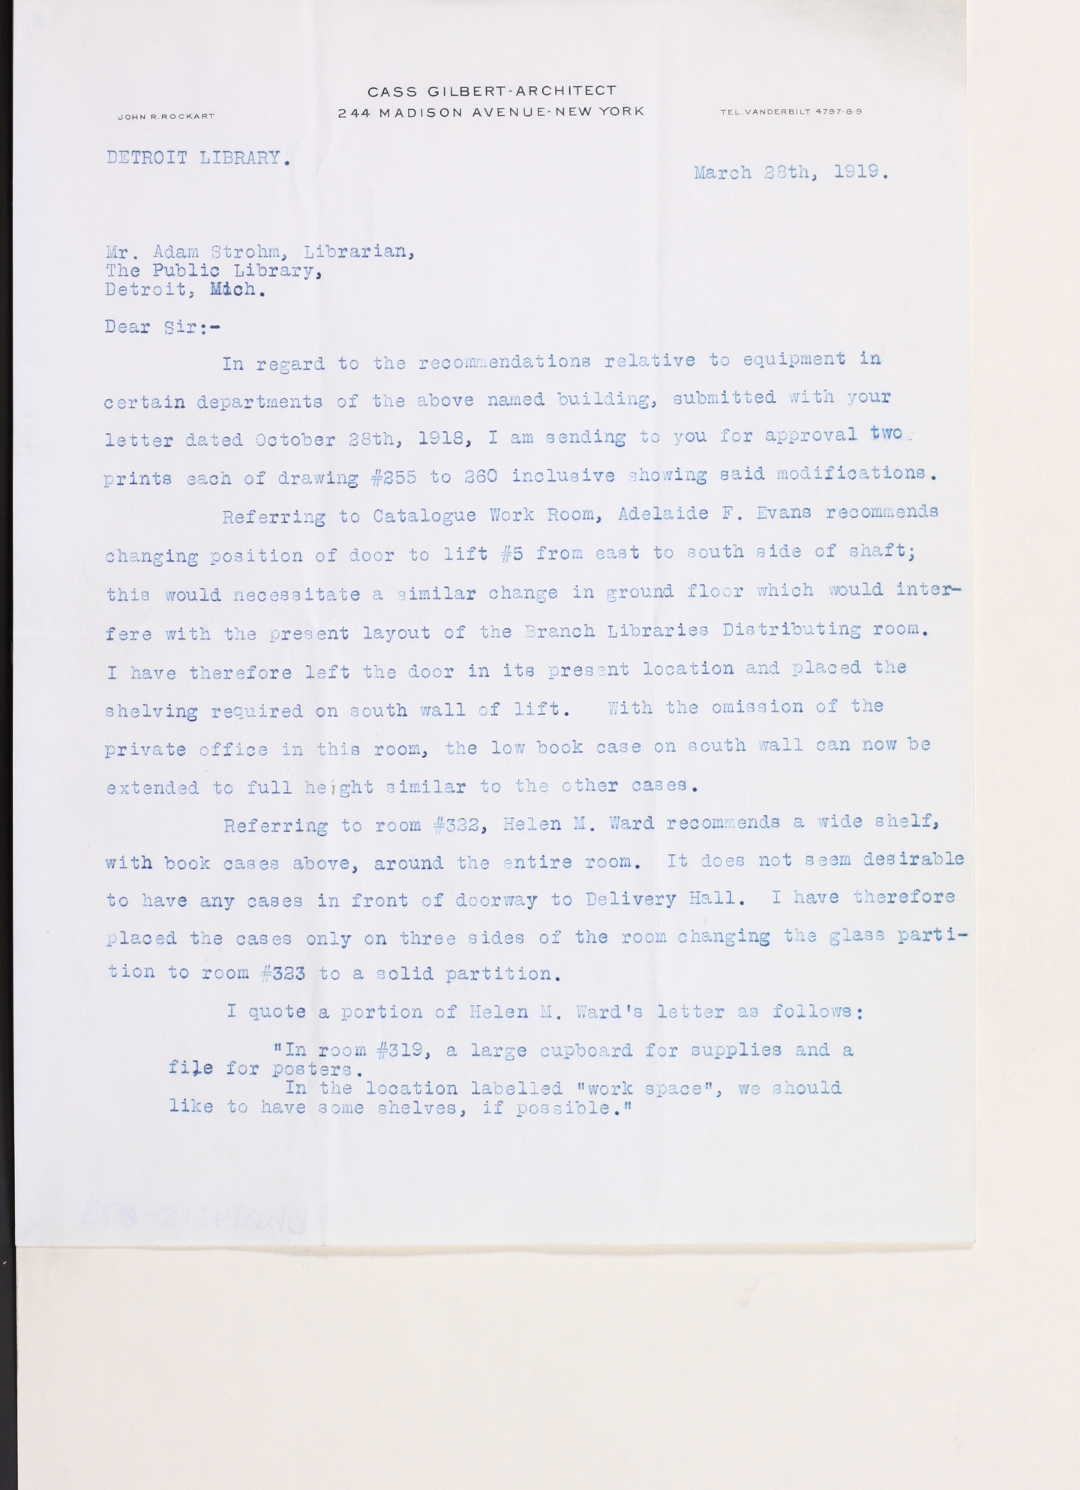 CASS GILBERT-ARCHITECT
244 MADISON AVENUE-NEW YORK
JOHN R. ROCKART
TEL. VANDERBILT 4797-8-9
DETROIT LIBRARY.
March 28th, 1919.
Mr. Adam Strohm, Librarian,
The Public Library,
Detroit, Mich.
Dear Sir:-
In regard to the recommendations relative to equipment in
certain departments of the above named building, submitted with your
letter dated October 28th, 1918, I am sending to you for approval two
prints each of drawing #255 to 260 inclusive showing said modifications.
Referring to Catalogue Work Room, Adelaide F. Evans recommends
changing position of door to lift #5 from east to south side of shaft;
this would necessitate a similar change in ground floor which would inter-
fere with the present layout of the Branch Libraries Distributing room.
I have therefore left the door in its present location and placed the
shelving required on south wall of lift. With the omission of the
private office in this room, the low book case on south wall can now be
extended to full height similar to the other cases.
Referring to room #322, Helen M. Ward recommends a wide shelf,
with book cases above, around the entire room. It does not seem desirable
to have any cases in front of doorway to Delivery Hall. I have therefore
placed the cases only on three sides of the room changing the glass parti-
tion to room #323 to a solid partition.
I quote a portion of Helen M. Ward's letter as follows:
"In room #319, a large cupboard for supplies and a
file for posters.
In the location labelled "work space", we should
like to have some shelves, if possible."